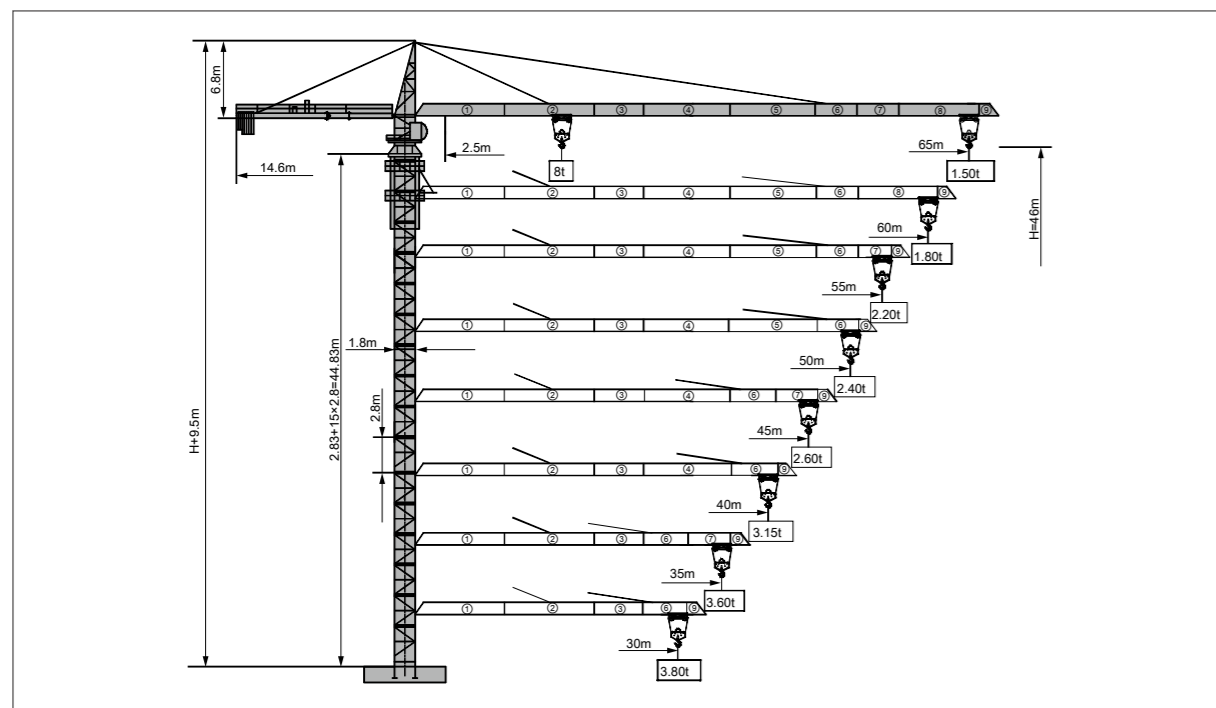 6.8m
① ② ③ ④ ⑤ ⑥ ⑦ ⑧ ⑨
2.5m
14.6m
8t
65m
1.50t
① ② ③ ④ ⑤ ⑥ ⑧ ⑨
H=46m
60m
1.80t
① ② ③ ④ ⑤ ⑥ ⑦ ⑨
55m
2.20t
① ② ③ ④ ⑤ ⑥ ⑨
1.8m
50m
2.40t
2.83+15×2.8=44.83m
H+9.5m
① ② ③ ④ ⑥ ⑦ ⑨
2.8m
45m
2.60t
① ② ③ ④ ⑥ ⑨
40m
3.15t
① ② ③ ⑥ ⑦ ⑨
35m
3.60t
① ② ③ ⑥ ⑨
30m
3.80t